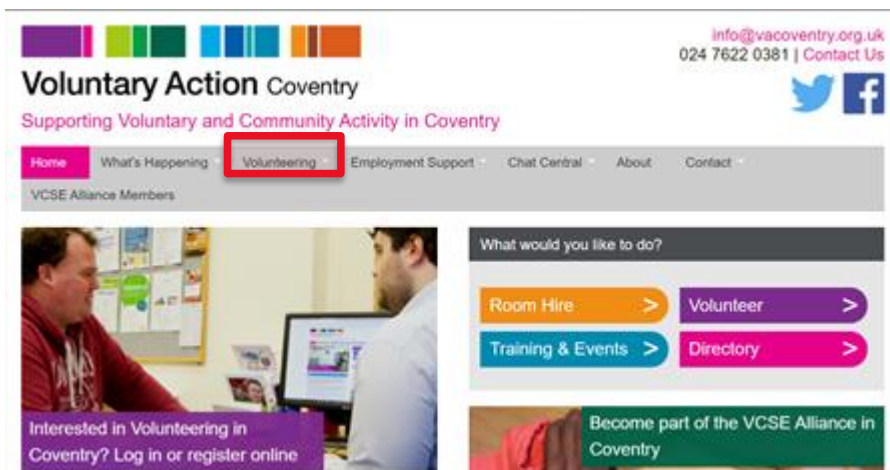 info@vacoventry.org.uk
024 7622 0381 | Contact Us
Voluntary Action Coventry
Supporting Voluntary and Community Activity in Coventry
Home What's Happening Volunteering Employment Support Chat Central About Contact
VCSE Alliance Members
What would you like to do?
Room Hire > Volunteer >
Training & Events > Directory >
Interested in Volunteering in
Coventry? Log in or register online
Become part of the VCSE Alliance in
Coventry